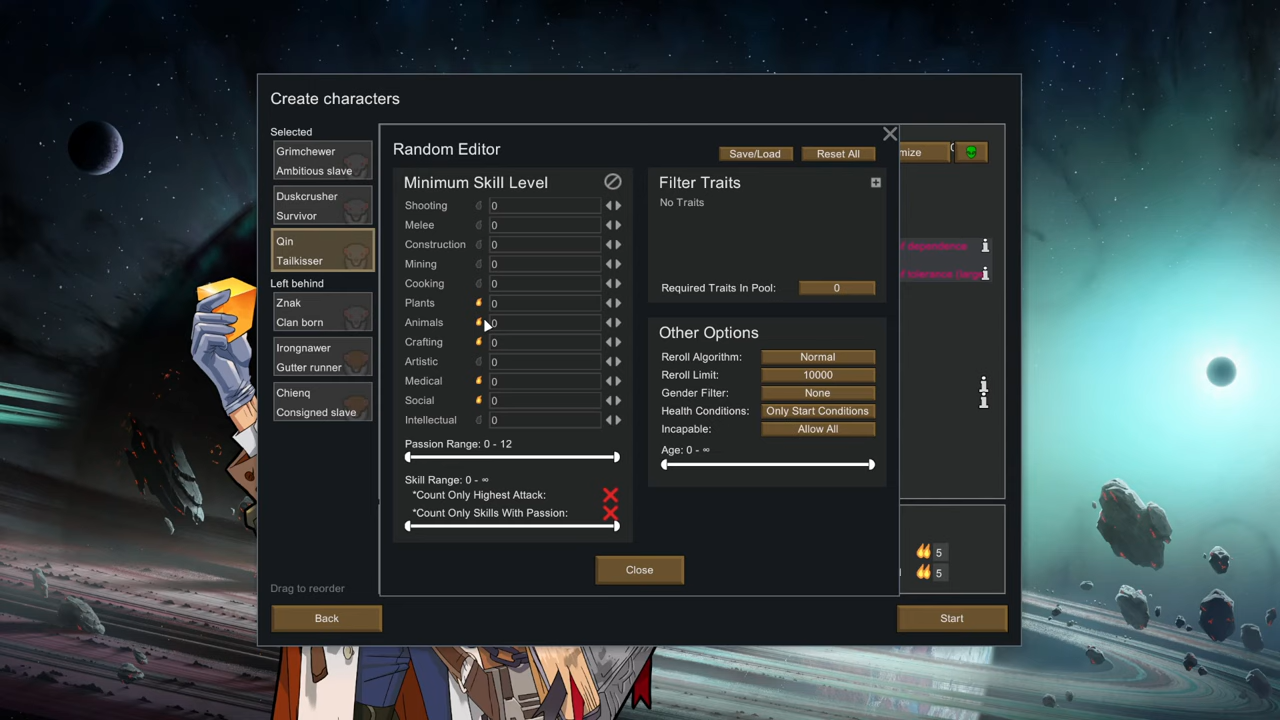 Create characters
Selected
Grimchewer
Ambitious slave
Duskcrusher
Survivor
Qin
Tailkisser
Left behind
Znak
Clan born
Irongnawer
Gutter runner
Chienq
Consigned slave
Drag to reorder
Back
Random Editor
Save/Load
Reset All
Minimum Skill Level
Shooting 0
Melee 0
Construction 0
Mining 0
Cooking 0
Plants 0
Animals 0
Crafting 0
Artistic 0
Medical 0
Social 0
Intellectual 0
Passion Range: 0 - 12
Skill Range: 0 - ∞
*Count Only Highest Attack:
*Count Only Skills With Passion:
Filter Traits
No Traits
Required Traits In Pool: 0
Other Options
Reroll Algorithm: Normal
Reroll Limit: 10000
Gender Filter: None
Health Conditions: Only Start Conditions
Incapable: Allow All
Age: 0 - ∞
Close
mize
f dependence
f tolerance
5
5
Start